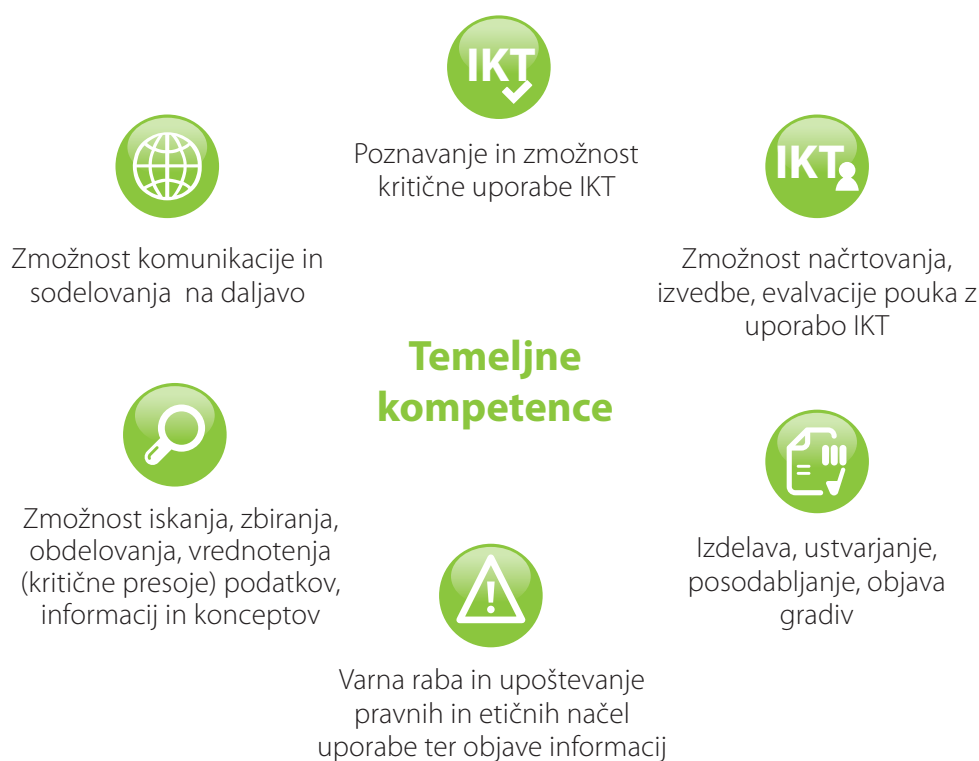 IKT
Poznavanje in zmožnost
kritične uporabe IKT
IKT
Zmožnost komunikacije in
sodelovanja na daljavo
Zmožnost načrtovanja,
izvedbe, evalvacije pouka z
uporabo IKT
Temeljne
kompetence
Zmožnost iskanja, zbiranja,
obdelovanja, vrednotenja
(kritične presoje) podatkov,
informacij in konceptov
Izdelava, ustvarjanje,
posodabljanje, objava
gradiv
Varna raba in upoštevanje
pravnih in etičnih načel
uporabe ter objave informacij